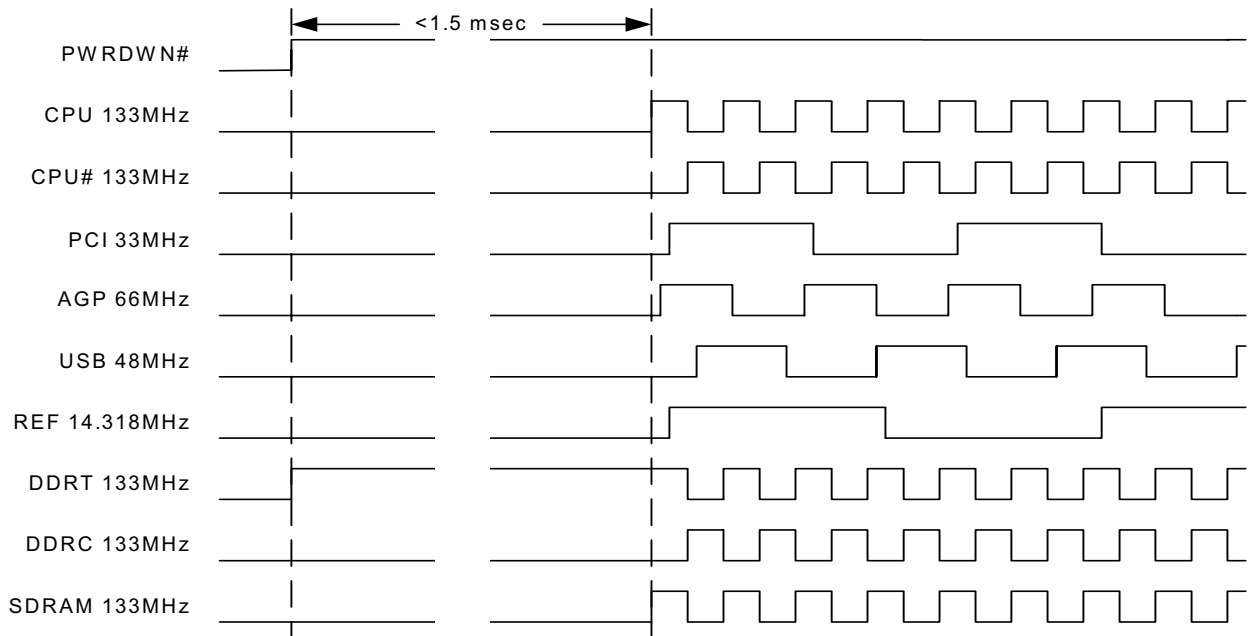 <1.5 msec
PWRDWN#
CPU 133MHz
CPU# 133MHz
PCI 33MHz
AGP 66MHz
USB 48MHz
REF 14.318MHz
DDRT 133MHz
DDRC 133MHz
SDRAM 133MHz